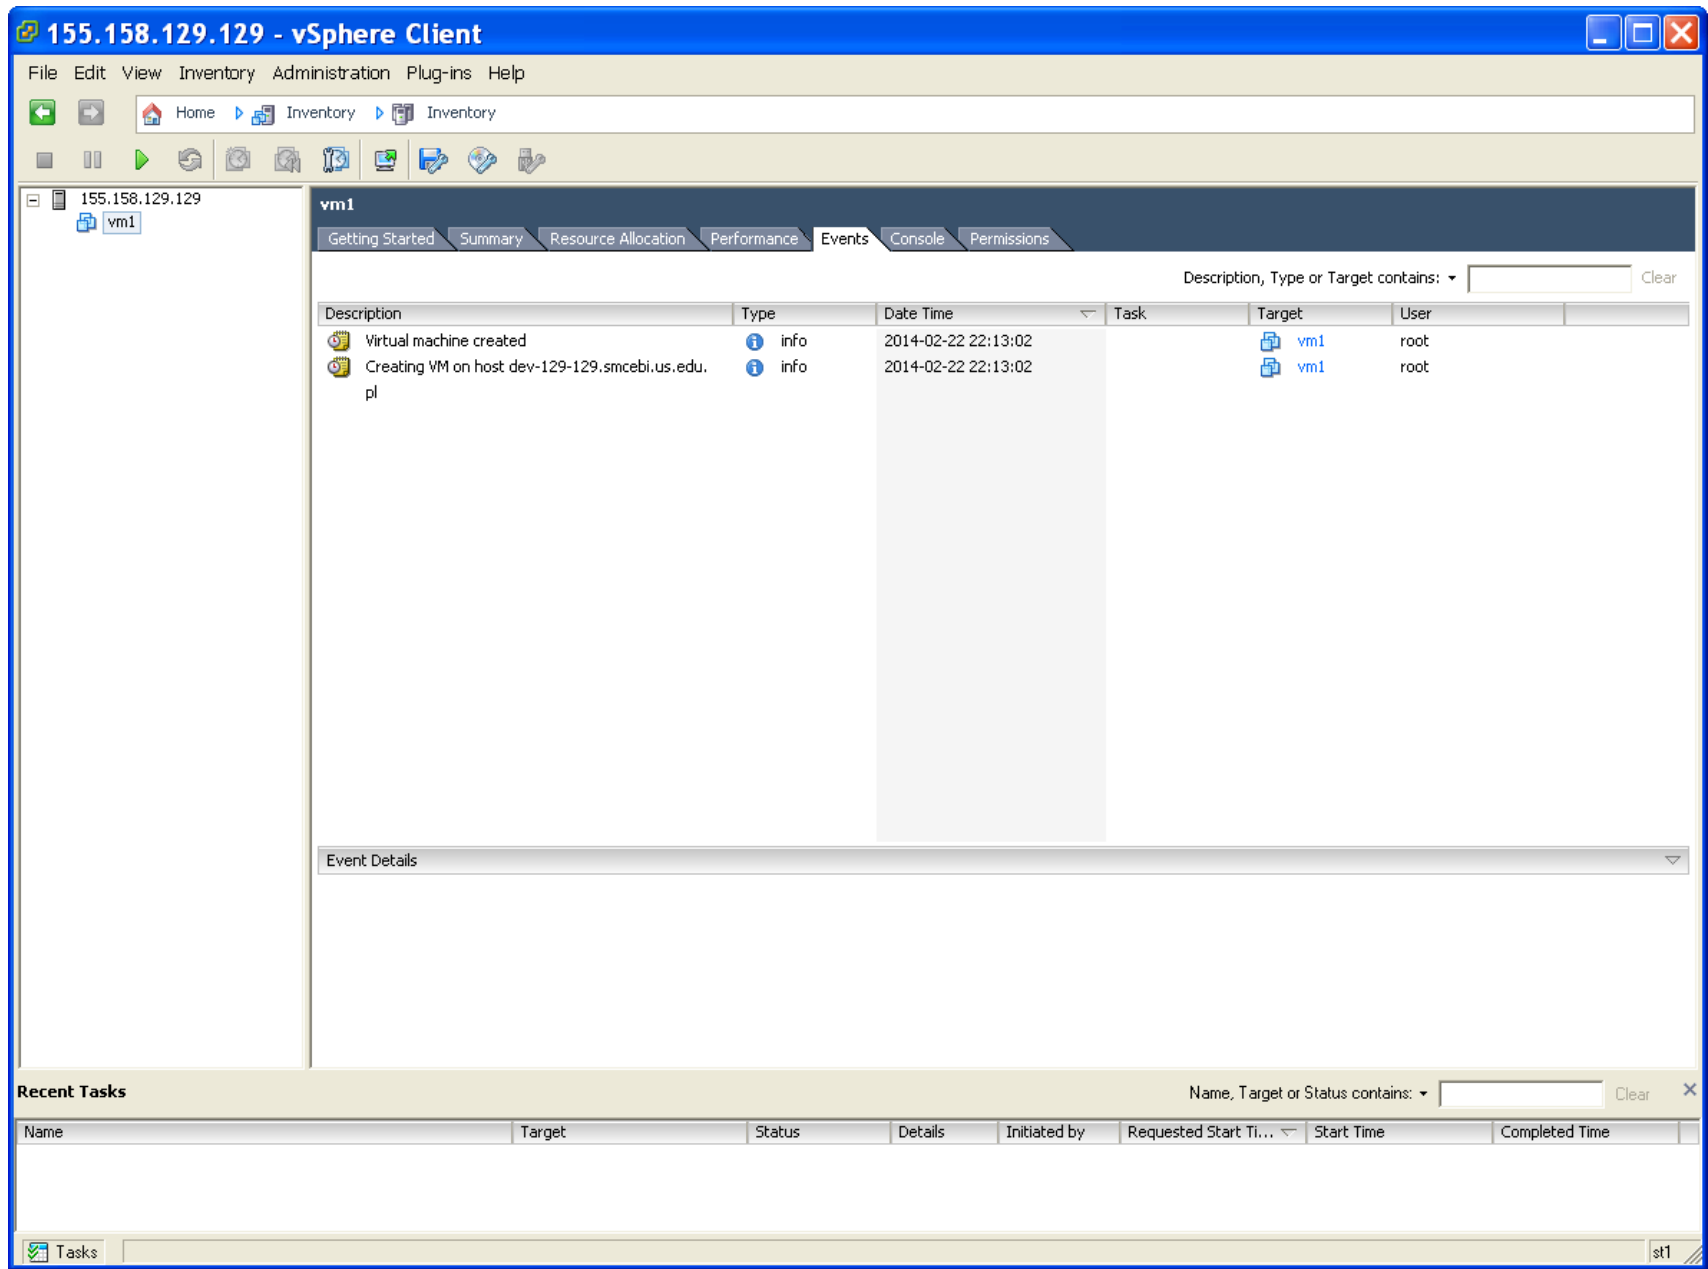 155.158.129.129 - vSphere Client
File Edit View Inventory Administration Plug-ins Help
Home Inventory Inventory
155.158.129.129
vm1
vm1
Getting Started Summary Resource Allocation Performance Events Console Permissions
Description, Type or Target contains: Clear
Description Type Date Time Task Target User
Virtual machine created info 2014-02-22 22:13:02 vm1 root
Creating VM on host dev-129-129.smcebi.us.edu. info 2014-02-22 22:13:02 vm1 root
pl
Event Details
Recent Tasks Name, Target or Status contains: Clear
Name Target Status Details Initiated by Requested Start Ti... Start Time Completed Time
Tasks st1